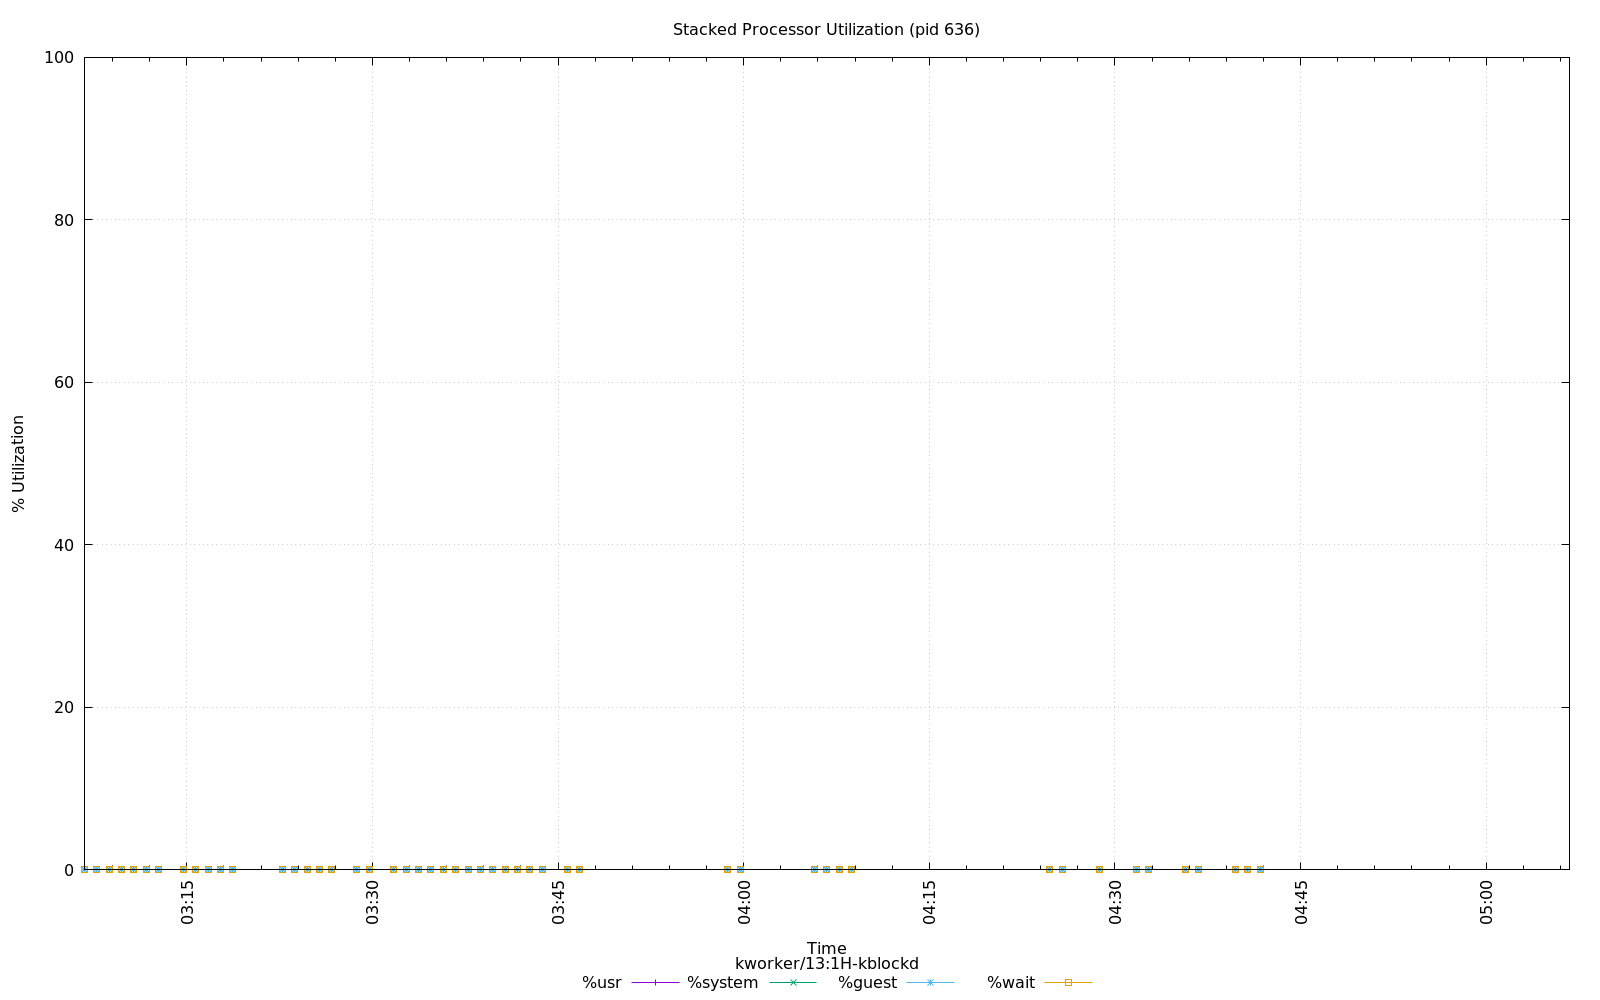 Stacked Processor Utilization (pid 636)
100
80
60
40
20
0
% Utilization
03:15
03:30
03:45
04:00
04:15
04:30
04:45
05:00
Time
kworker/13:1H-kblockd
%usr %system %guest %wait